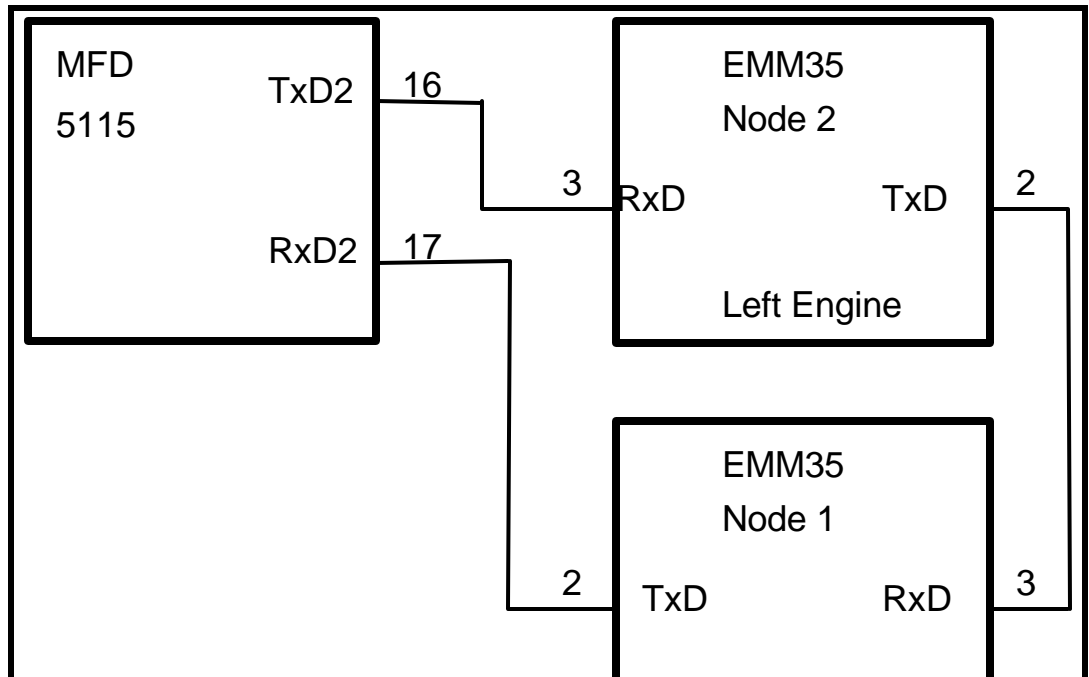 MFD
5115
TxD2
16
RxD2
17
EMM35
Node 2
3
RxD
TxD
2
Left Engine
EMM35
Node 1
2
TxD
RxD
3